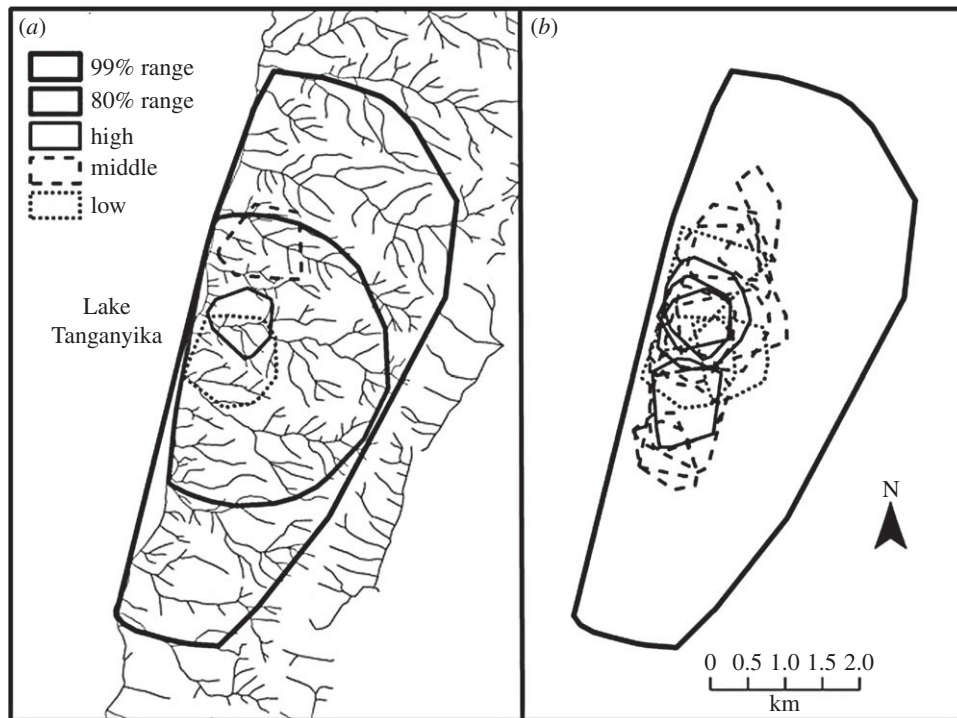 (a)
99% range
80% range
high
middle
low
Lake
Tanganyika
(b)
N
0 0.5 1.0 1.5 2.0
km